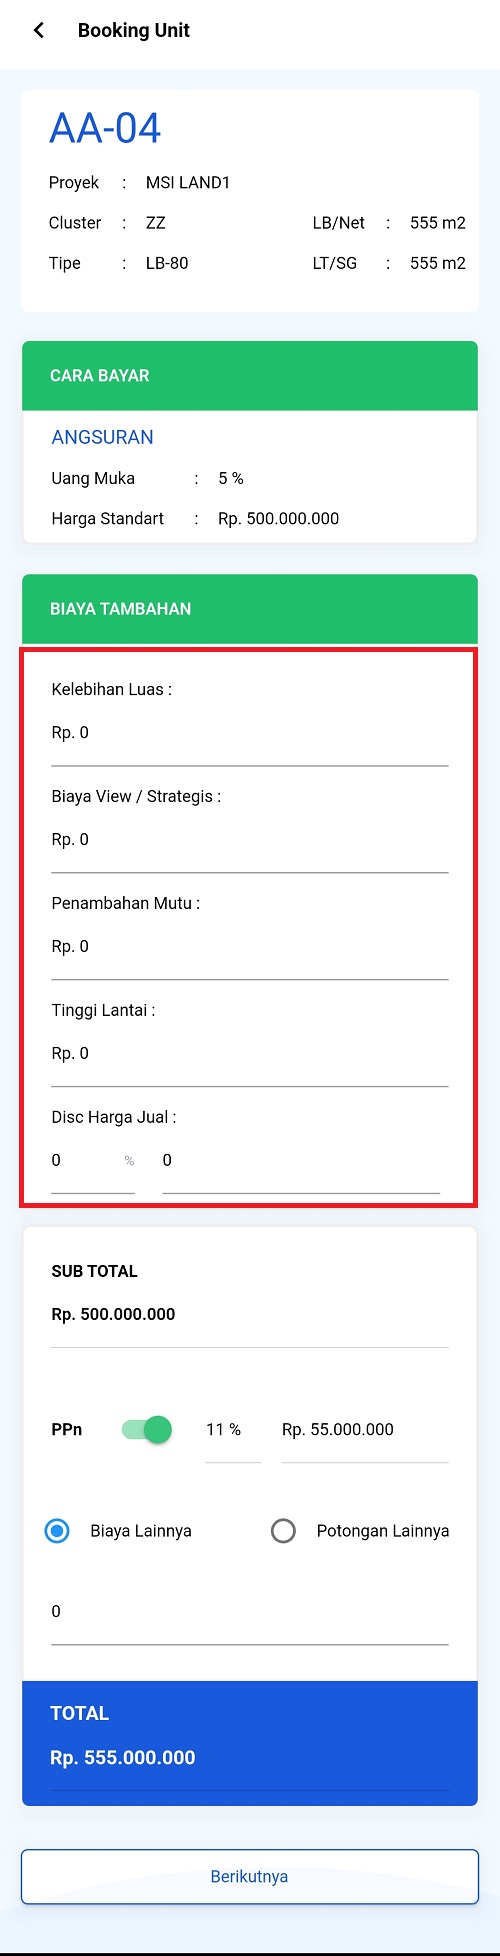 Booking Unit
AA-04
Proyek : MSI LAND1
Cluster : ZZ LB/Net : 555 m2
Tipe : LB-80 LT/SG : 555 m2
CARA BAYAR
ANGSURAN
Uang Muka : 5 %
Harga Standart : Rp. 500.000.000
BIAYA TAMBAHAN
Kelebihan Luas :
Rp. 0
Biaya View / Strategis :
Rp. 0
Penambahan Mutu :
Rp. 0
Tinggi Lantai :
Rp. 0
Disc Harga Jual :
0 % 0
SUB TOTAL
Rp. 500.000.000
PPn 11 % Rp. 55.000.000
Biaya Lainnya Potongan Lainnya
0
TOTAL
Rp. 555.000.000
Berikutnya